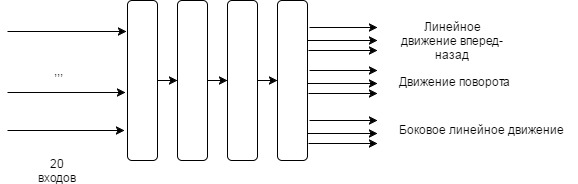 Линейное
движение вперед-
назад
,,,
Движение поворота
Боковое линейное движение
20
входов